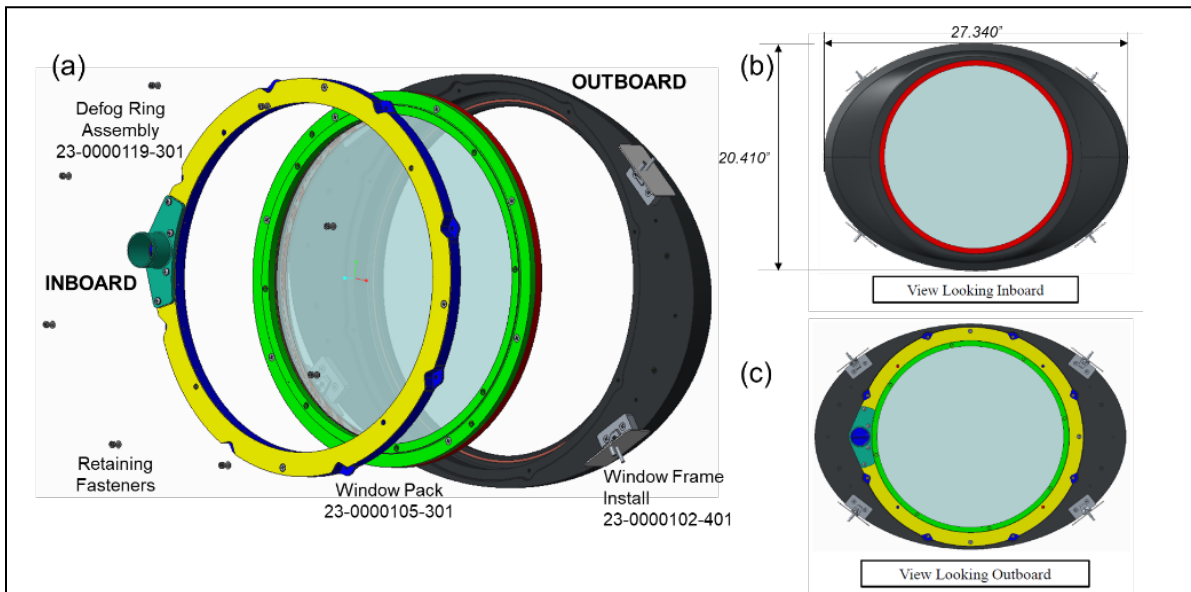 (a)
OUTBOARD
Defog Ring
Assembly
23-0000119-301
INBOARD
Retaining
Fasteners
Window Pack
23-0000105-301
Window Frame
Install
23-0000102-401
(b)
27.340”
20.410”
View Looking Inboard
(c)
View Looking Outboard